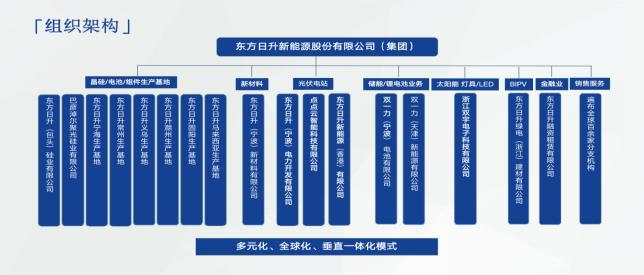 「组织架构」
东方日升新能源股份有限公司（集团）
晶硅/电池/组件生产基地
新材料
光伏电站
储能/锂电池业务
太阳能 灯具/LED
BIPV
金融业
销售服务
东方日升（包头）硅业有限公司
巴彦淖尔聚光硅业有限公司
东方日升宁海生产基地
东方日升常州生产基地
东方日升义乌生产基地
东方日升滁州生产基地
东方日升固阳生产基地
东方日升马来西亚生产基地
东方日升（宁波）新材料有限公司
东方日升（宁波）电力开发有限公司
点点云智能科技有限公司
东方日升新能源（香港）有限公司
双一力（宁波）电池有限公司
双一力（天津）新能源有限公司
浙江双宇电子科技有限公司
东方日升绿电（浙江）建材有限公司
东方日升融资租赁有限公司
遍布全球百余家分支机构
多元化、全球化、垂直一体化模式